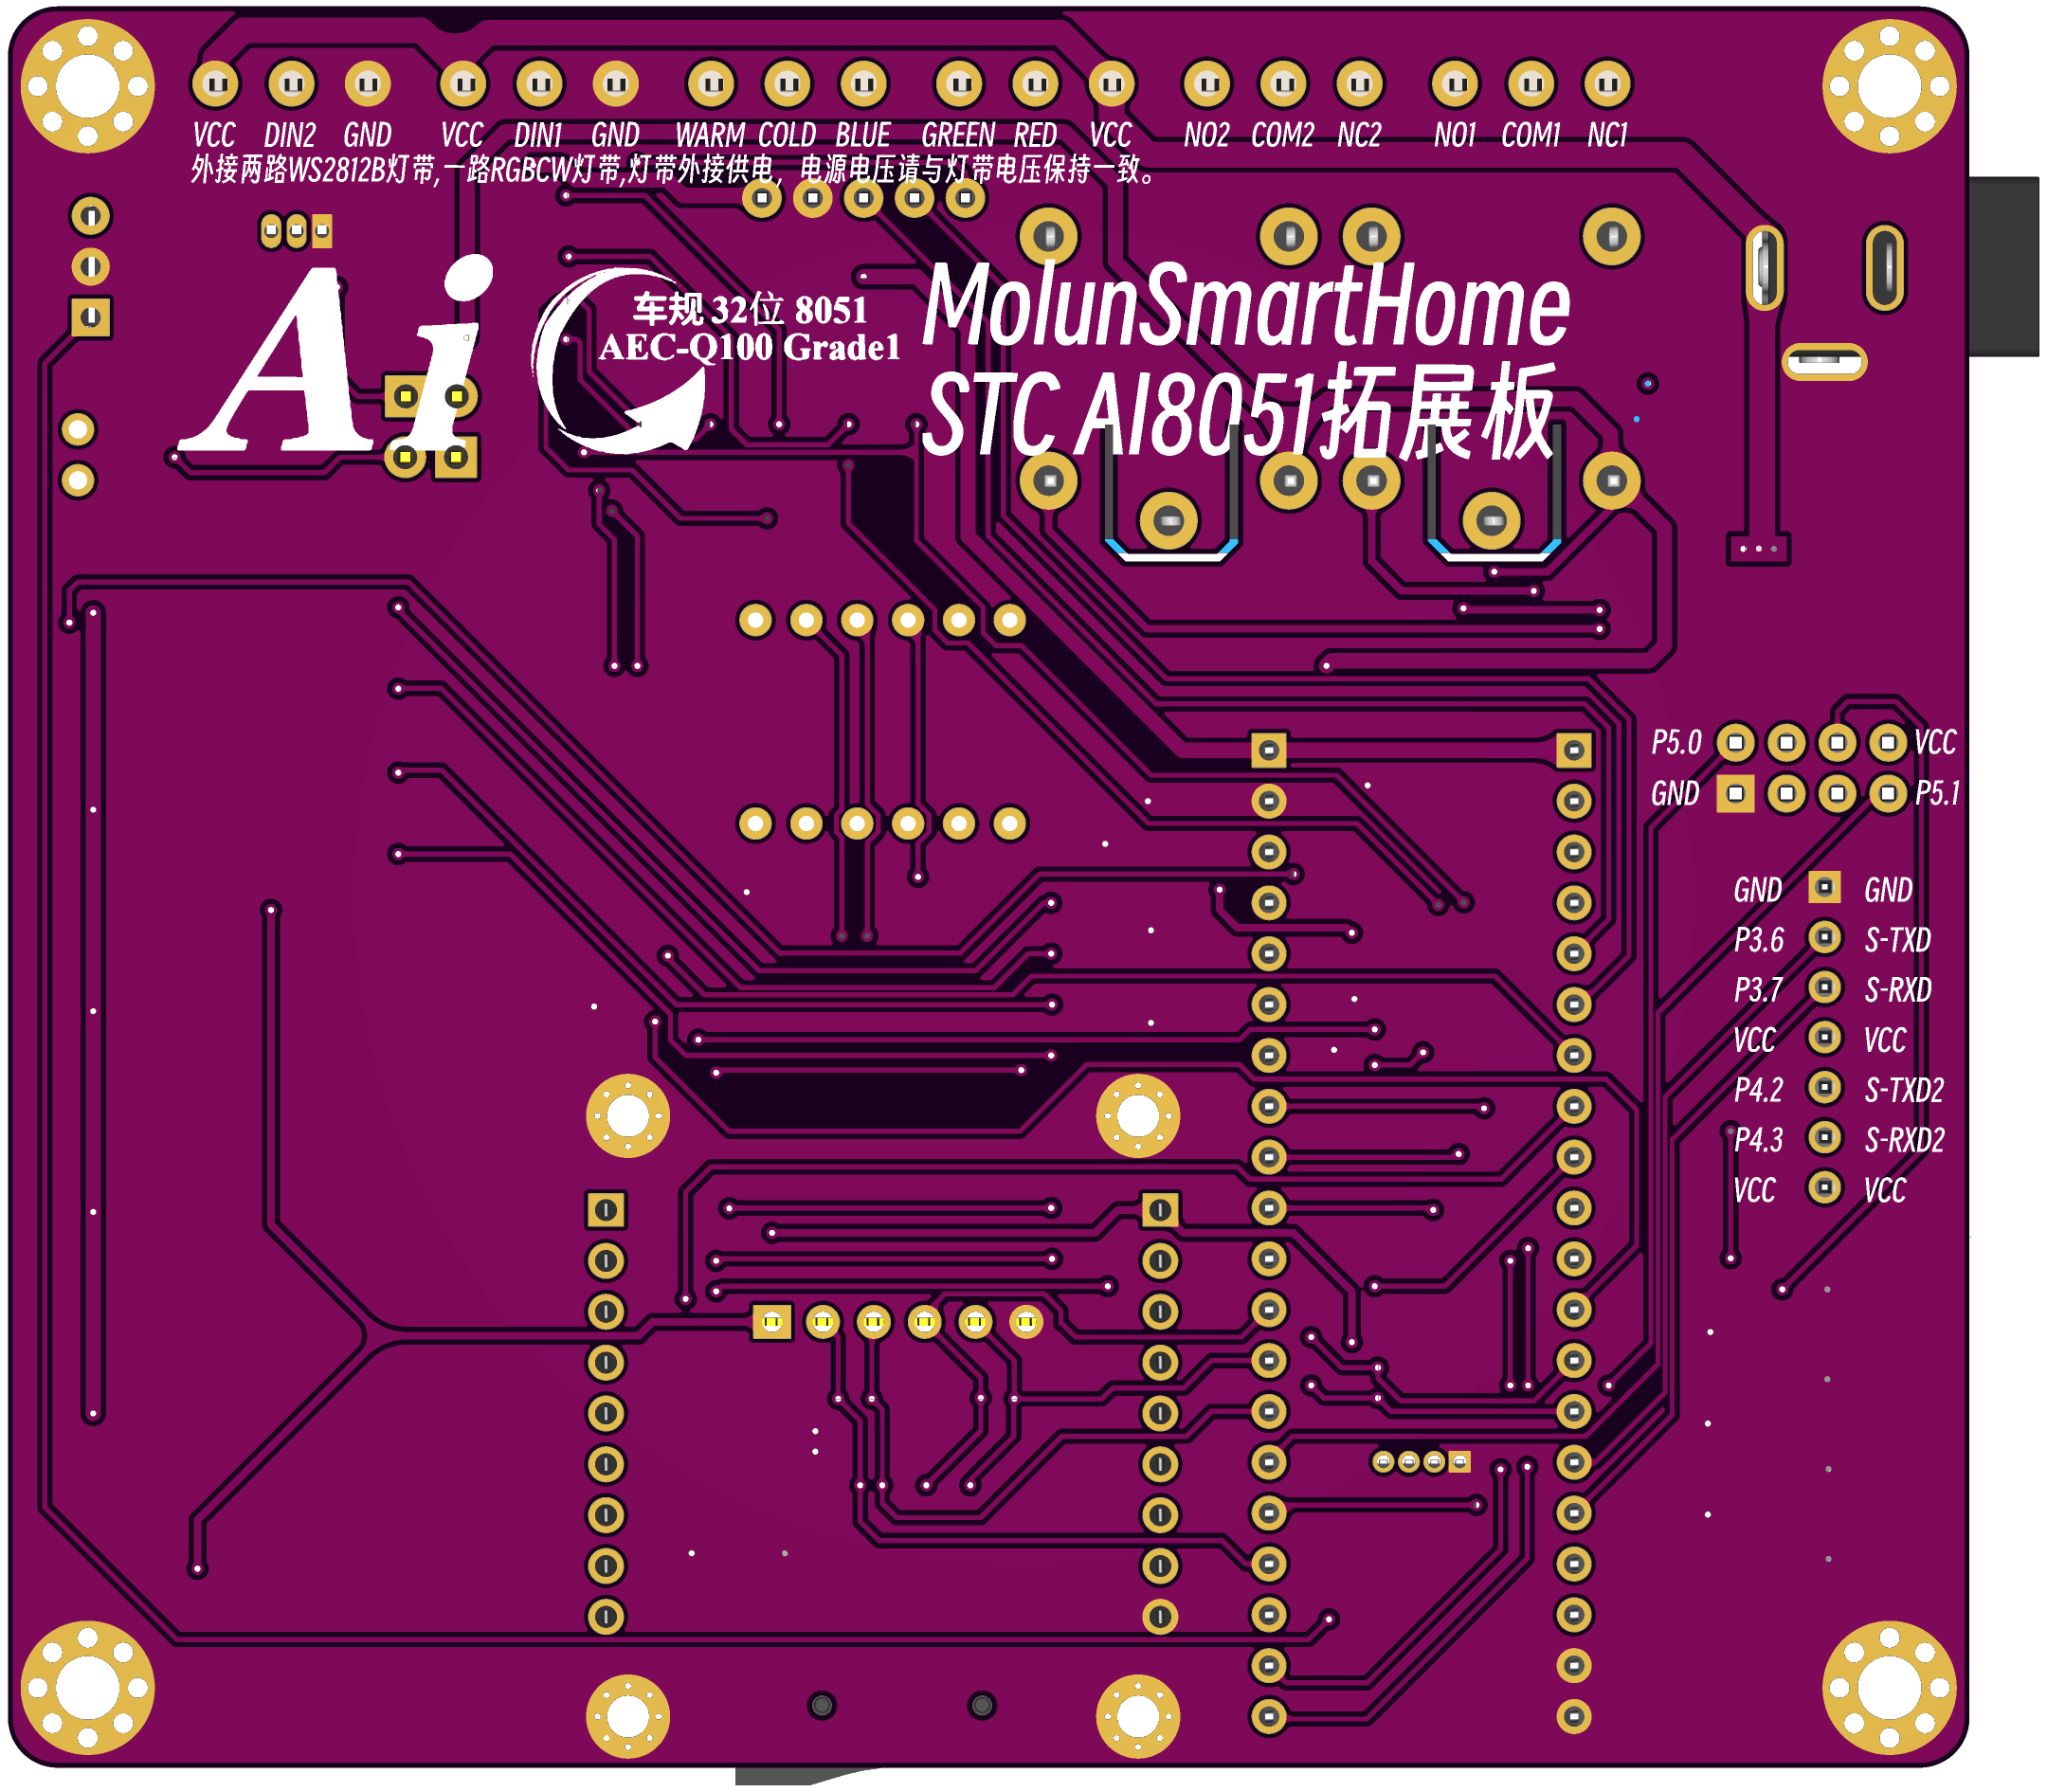 VCC DIN2 GND VCC DIN1 GND WARM COLD BLUE GREEN RED VCC NO2 COM2 NC2 NO1 COM1 NC1
外接两路WS2812B灯带,一路RGBCW灯带,灯带外接供电，电源电压请与灯带电压保持一致。
Ai
车规 32位 8051
AEC-Q100 Grade1
MolunSmartHome
STC AI8051拓展板
P5.0 VCC
GND P5.1
GND GND
P3.6 S-TXD
P3.7 S-RXD
VCC VCC
P4.2 S-TXD2
P4.3 S-RXD2
VCC VCC